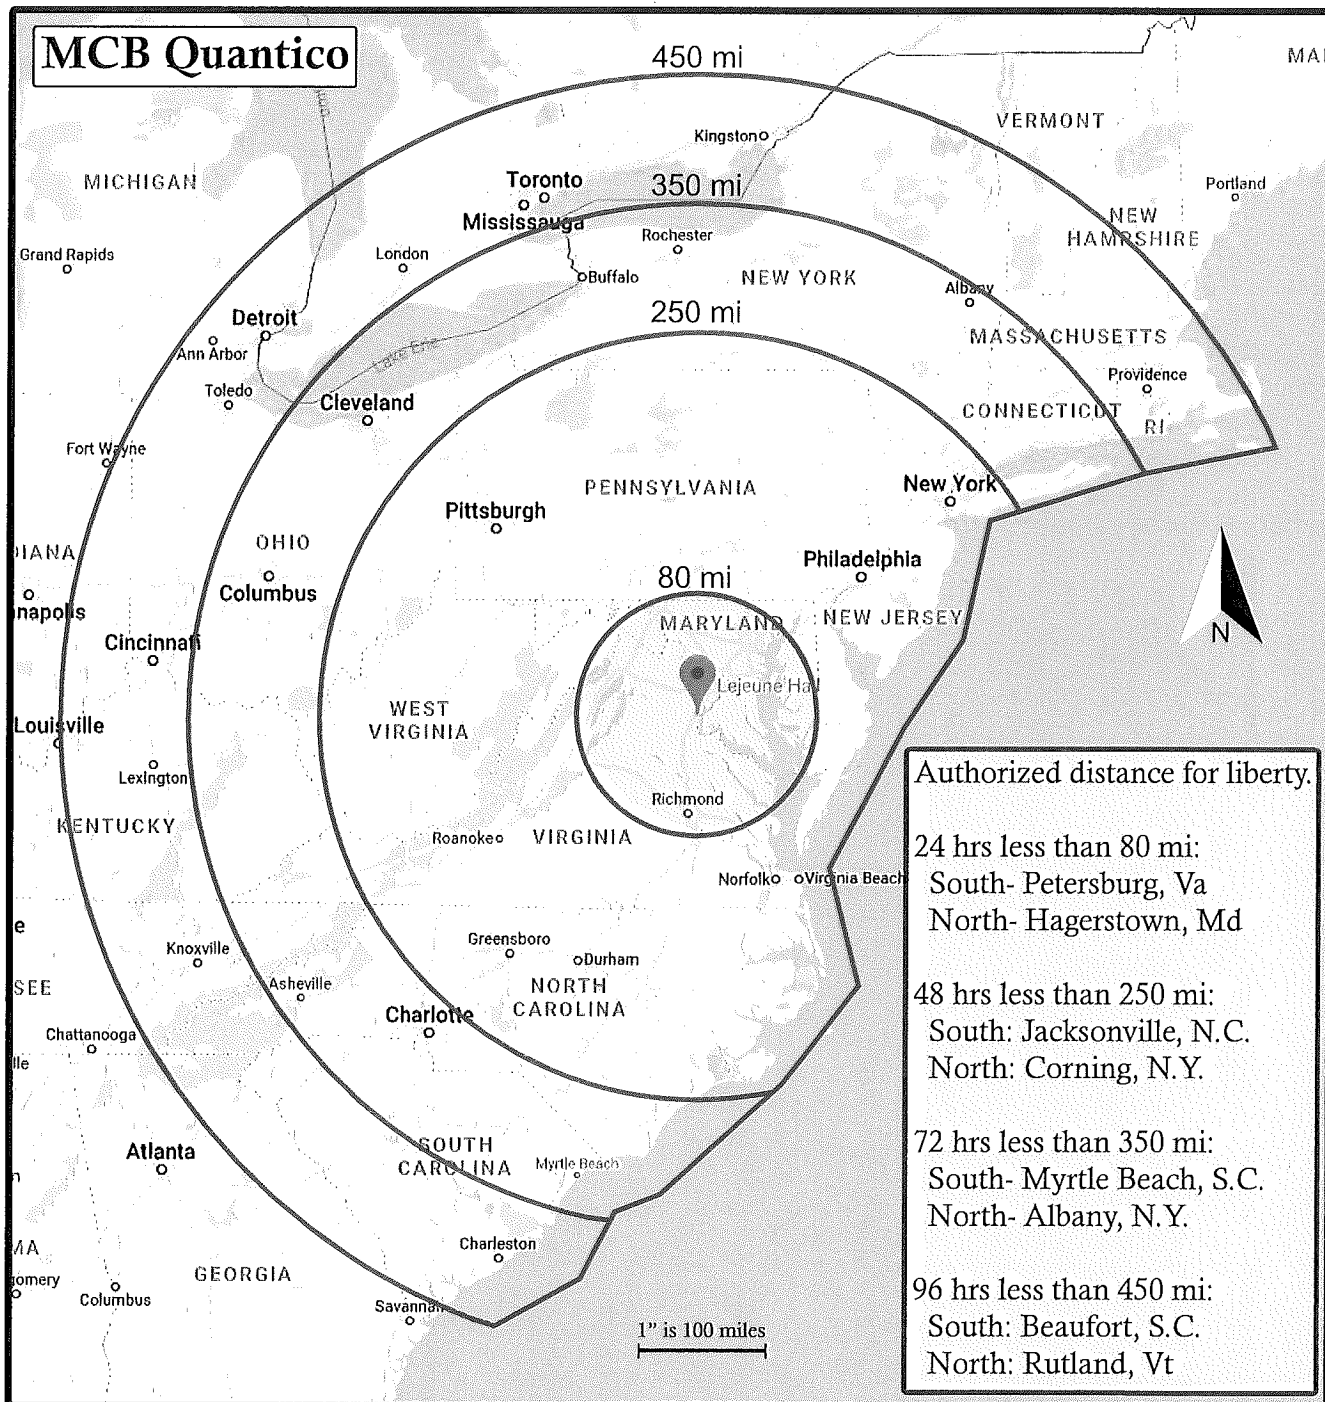 MCB Quantico
450 mi
MAI
VERMONT
Kingston
MICHIGAN
Toronto
350 mi
Portland
Mississauga
NEW
HAMPSHIRE
Rochester
Grand Rapids
London
Buffalo
NEW YORK
Albany
250 mi
Detroit
MASSACHUSETTS
Ann Arbor
Lake Erie
Toledo
Cleveland
Providence
CONNECTICUT
RI
Fort Wayne
New York
PENNSYLVANIA
Pittsburgh
OHIO
DIANA
Philadelphia
80 mi
Columbus
napolis
MARYLAND
NEW JERSEY
Cincinnati
N
Lejeune Hall
WEST
VIRGINIA
Louisville
Lexington
Richmond
KENTUCKY
Roanoke
VIRGINIA
Norfolk
Virginia Beach
e
Greensboro
Knoxville
Durham
SEE
Asheville
NORTH
CAROLINA
Charlotte
Chattanooga
lle
SOUTH
CAROLINA
Atlanta
Myrtle Beach
n
Charleston
MA
GEORGIA
gomery
Columbus
Savannah
1" is 100 miles
Authorized distance for liberty.
24 hrs less than 80 mi:
South- Petersburg, Va
North- Hagerstown, Md
48 hrs less than 250 mi:
South: Jacksonville, N.C.
North: Corning, N.Y.
72 hrs less than 350 mi:
South- Myrtle Beach, S.C.
North- Albany, N.Y.
96 hrs less than 450 mi:
South: Beaufort, S.C.
North: Rutland, Vt